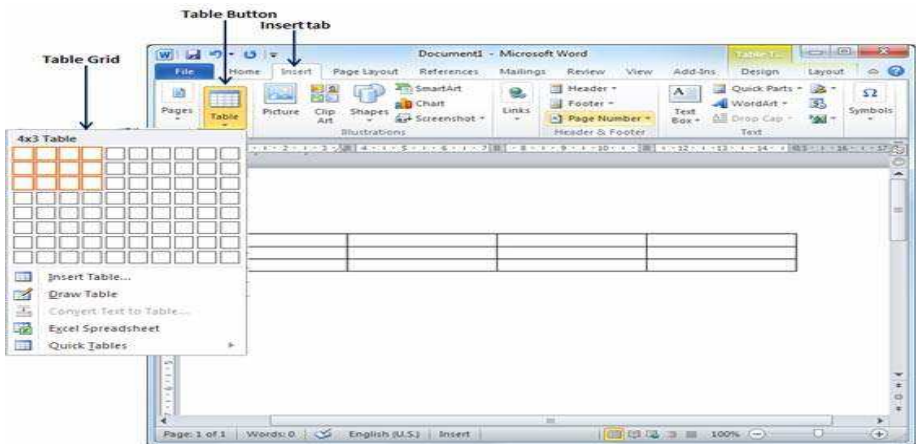 Table Button
Insert tab
Table Grid
Document1 - Microsoft Word
Table T...
File Home Insert Page Layout References Mailings Review View Add-Ins Design Layout
Pages
Table
Picture
Clip Art
Shapes
SmartArt
Chart
Screenshot
Links
Header
Footer
Page Number
Text Box
Quick Parts
WordArt
Drop Cap
Symbols
Illustrations
Header & Footer
Text
4x3 Table
Insert Table...
Draw Table
Convert Text to Table...
Excel Spreadsheet
Quick Tables
Page: 1 of 1 Words: 0 English (U.S.) Insert 100%